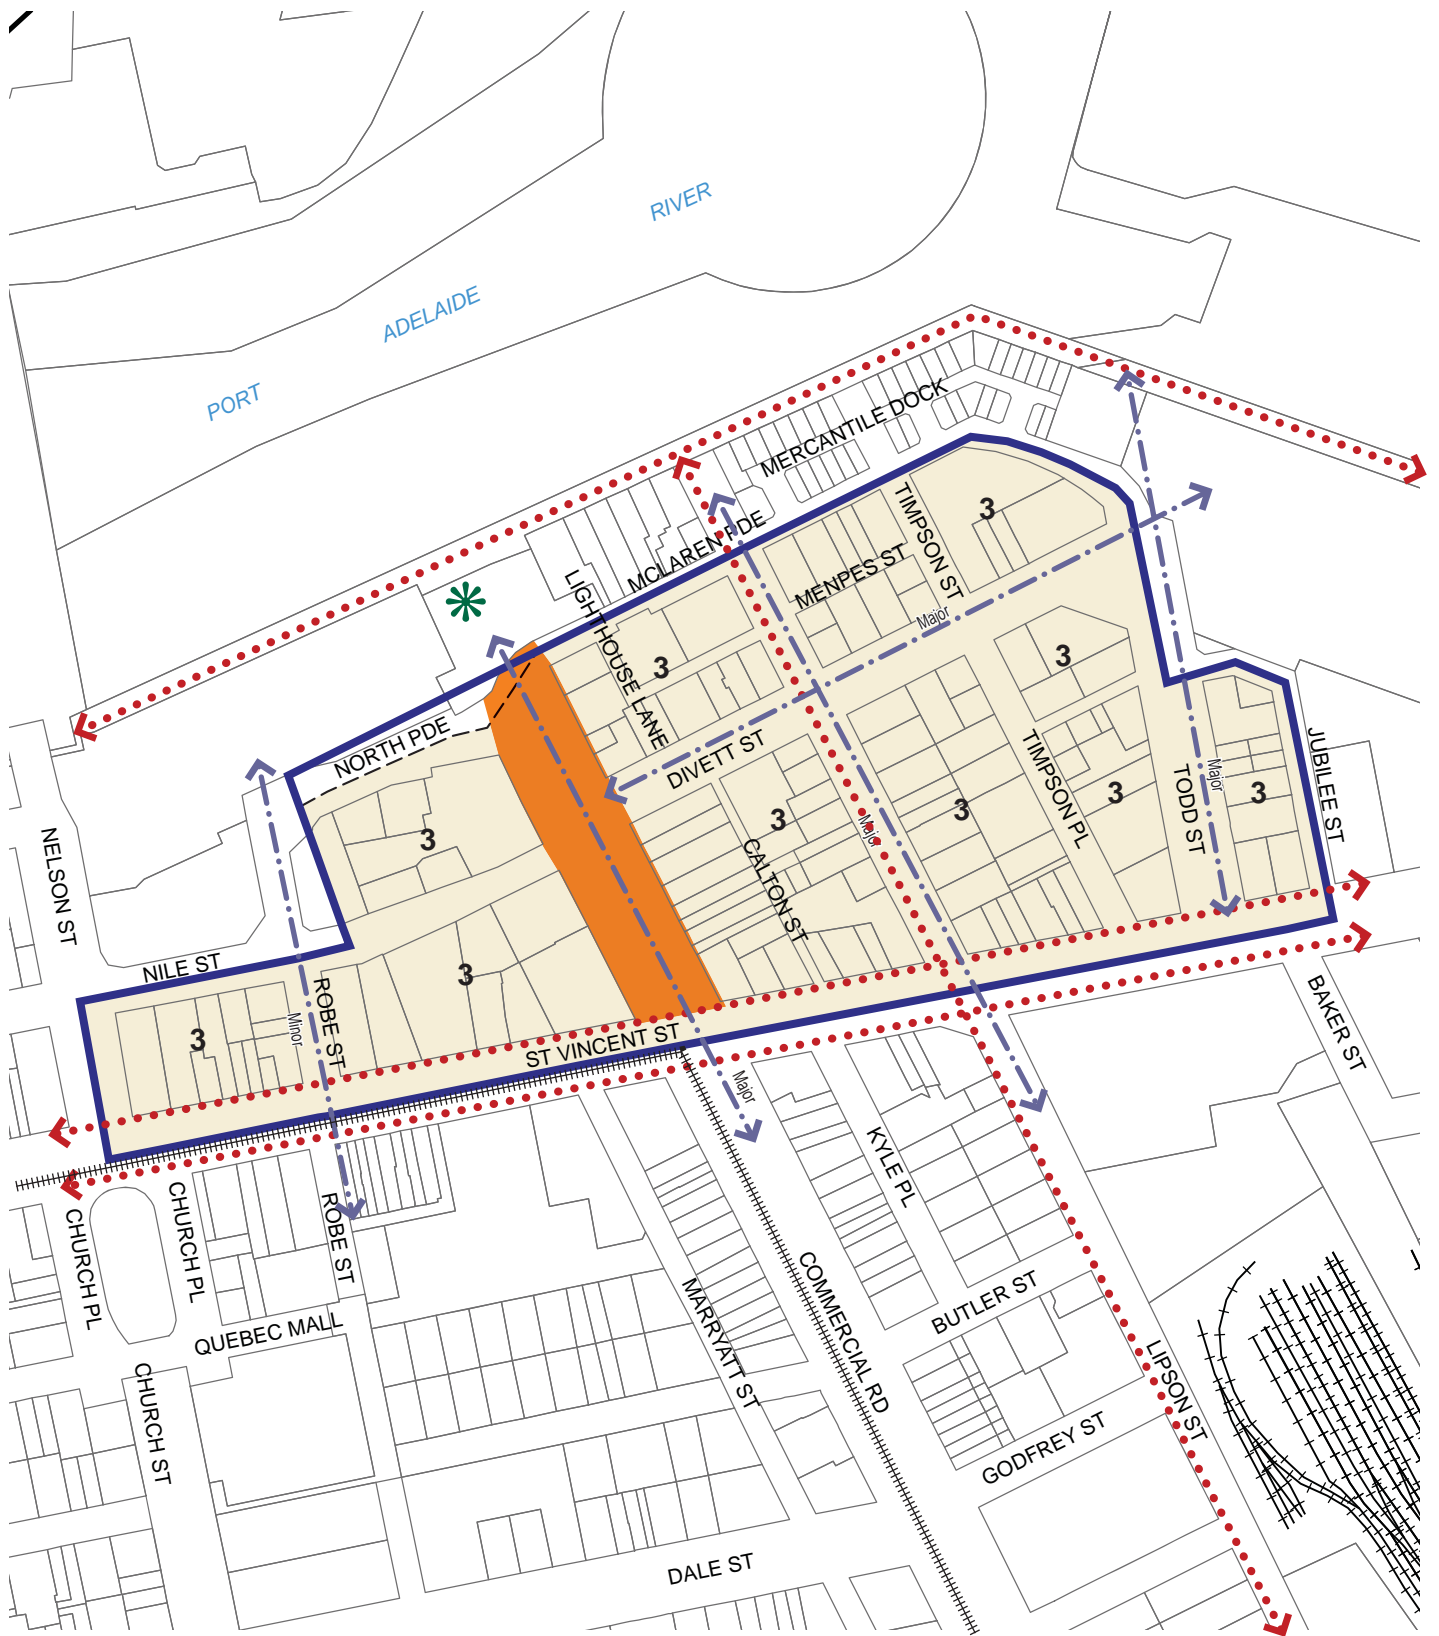 RIVER
ADELAIDE
PORT
MERCANTILE DOCK
TIMPSON ST
3
MCLAREN PDE
MENPES ST
LIGHTHOUSE LANE
Major
3
3
NORTH PDE
DIVETT ST
TIMPSON PL
JUBILEE ST
Major
TODD ST
3
3
3
3
3
Major
NELSON ST
CALTON ST
NILE ST
3
ROBE ST
Minor
3
ST VINCENT ST
BAKER ST
Major
KYLE PL
CHURCH PL
CHURCH PL
ROBE ST
COMMERCIAL RD
MARRYATT ST
BUTLER ST
QUEBEC MALL
LIPSON ST
CHURCH ST
GODFREY ST
DALE ST